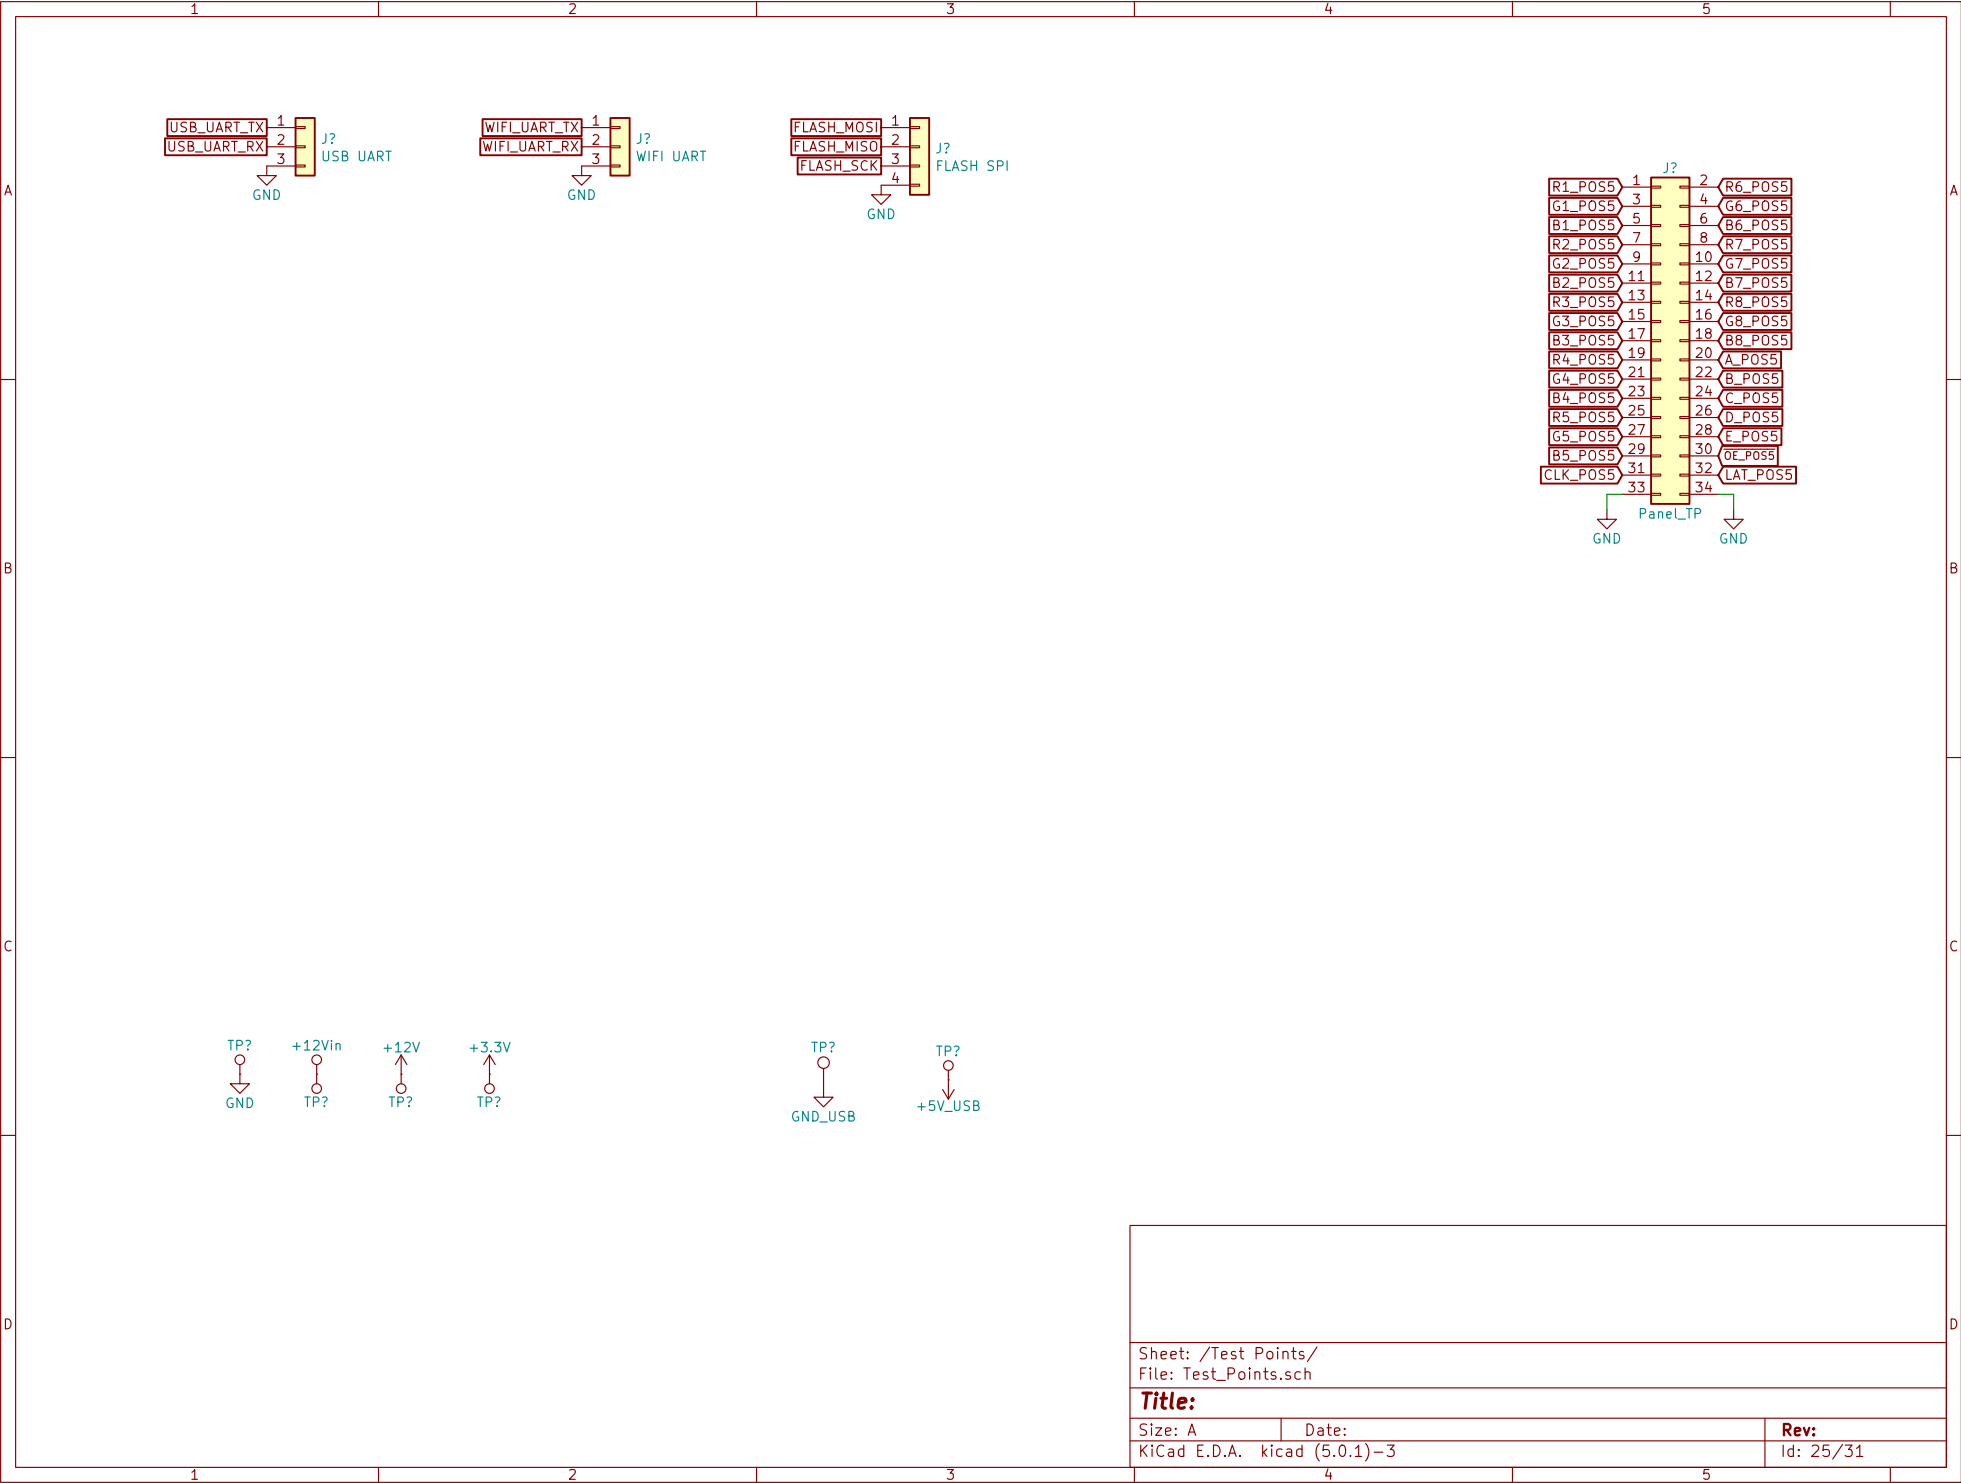 1 2 3 4 5
USB_UART_TX 1
USB_UART_RX 2
3
GND
J?
USB UART
WIFI_UART_TX 1
WIFI_UART_RX 2
3
GND
J?
WIFI UART
FLASH_MOSI 1
FLASH_MISO 2
FLASH_SCK 3
4
GND
J?
FLASH SPI
A A
J?
R1_POS5 1 2 R6_POS5
G1_POS5 3 4 G6_POS5
B1_POS5 5 6 B6_POS5
R2_POS5 7 8 R7_POS5
G2_POS5 9 10 G7_POS5
B2_POS5 11 12 B7_POS5
R3_POS5 13 14 R8_POS5
G3_POS5 15 16 G8_POS5
B3_POS5 17 18 B8_POS5
R4_POS5 19 20 A_POS5
G4_POS5 21 22 B_POS5
B4_POS5 23 24 C_POS5
R5_POS5 25 26 D_POS5
G5_POS5 27 28 E_POS5
B5_POS5 29 30 OE_POS5
CLK_POS5 31 32 LAT_POS5
33 34
Panel_TP
GND GND
B B
C C
TP?
GND
+12Vin
TP?
+12V
TP?
+3.3V
TP?
TP?
GND_USB
TP?
+5V_USB
D D
Sheet: /Test Points/
File: Test_Points.sch
Title:
Size: A Date: Rev:
KiCad E.D.A. kicad (5.0.1)-3 Id: 25/31
1 2 3 4 5